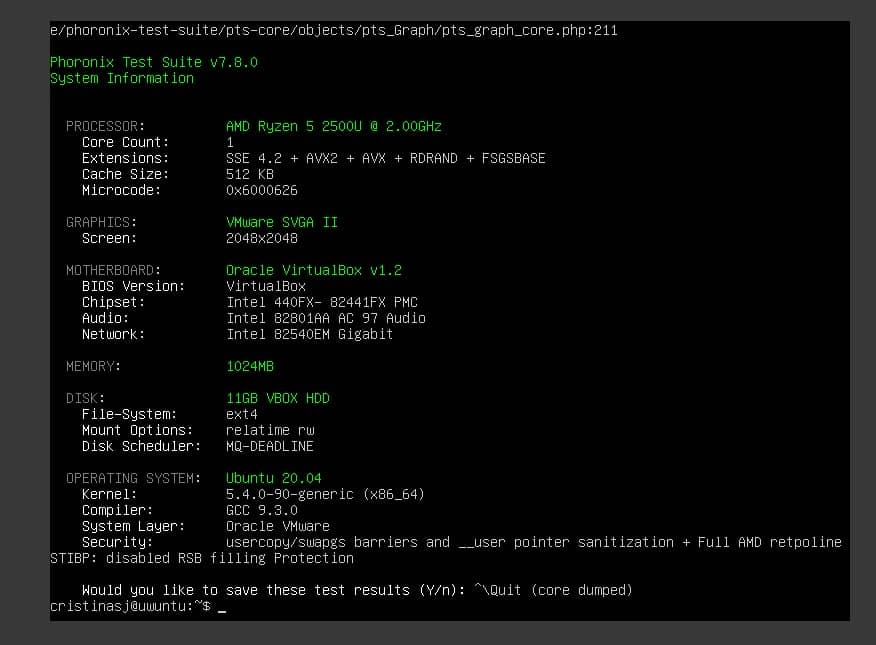 e/phoronix-test-suite/pts-core/objects/pts_Graph/pts_graph_core.php:211
Phoronix Test Suite v7.8.0
System Information
PROCESSOR: AMD Ryzen 5 2500U @ 2.00GHz
Core Count: 1
Extensions: SSE 4.2 + AVX2 + AVX + RDRAND + FSGSBASE
Cache Size: 512 KB
Microcode: 0x6000626
GRAPHICS: VMware SVGA II
Screen: 2048x2048
MOTHERBOARD: Oracle VirtualBox v1.2
BIOS Version: VirtualBox
Chipset: Intel 440FX- 82441FX PMC
Audio: Intel 82801AA AC 97 Audio
Network: Intel 82540EM Gigabit
MEMORY: 1024MB
DISK: 11GB VBOX HDD
File-System: ext4
Mount Options: relatime rw
Disk Scheduler: MQ-DEADLINE
OPERATING SYSTEM: Ubuntu 20.04
Kernel: 5.4.0-90-generic (x86_64)
Compiler: GCC 9.3.0
System Layer: Oracle VMware
Security: usercopy/swapgs barriers and __user pointer sanitization + Full AMD retpoline
STIBP: disabled RSB filling Protection
Would you like to save these test results (Y/n): ^\Quit (core dumped)
cristinasj@uwuntu:~$ _